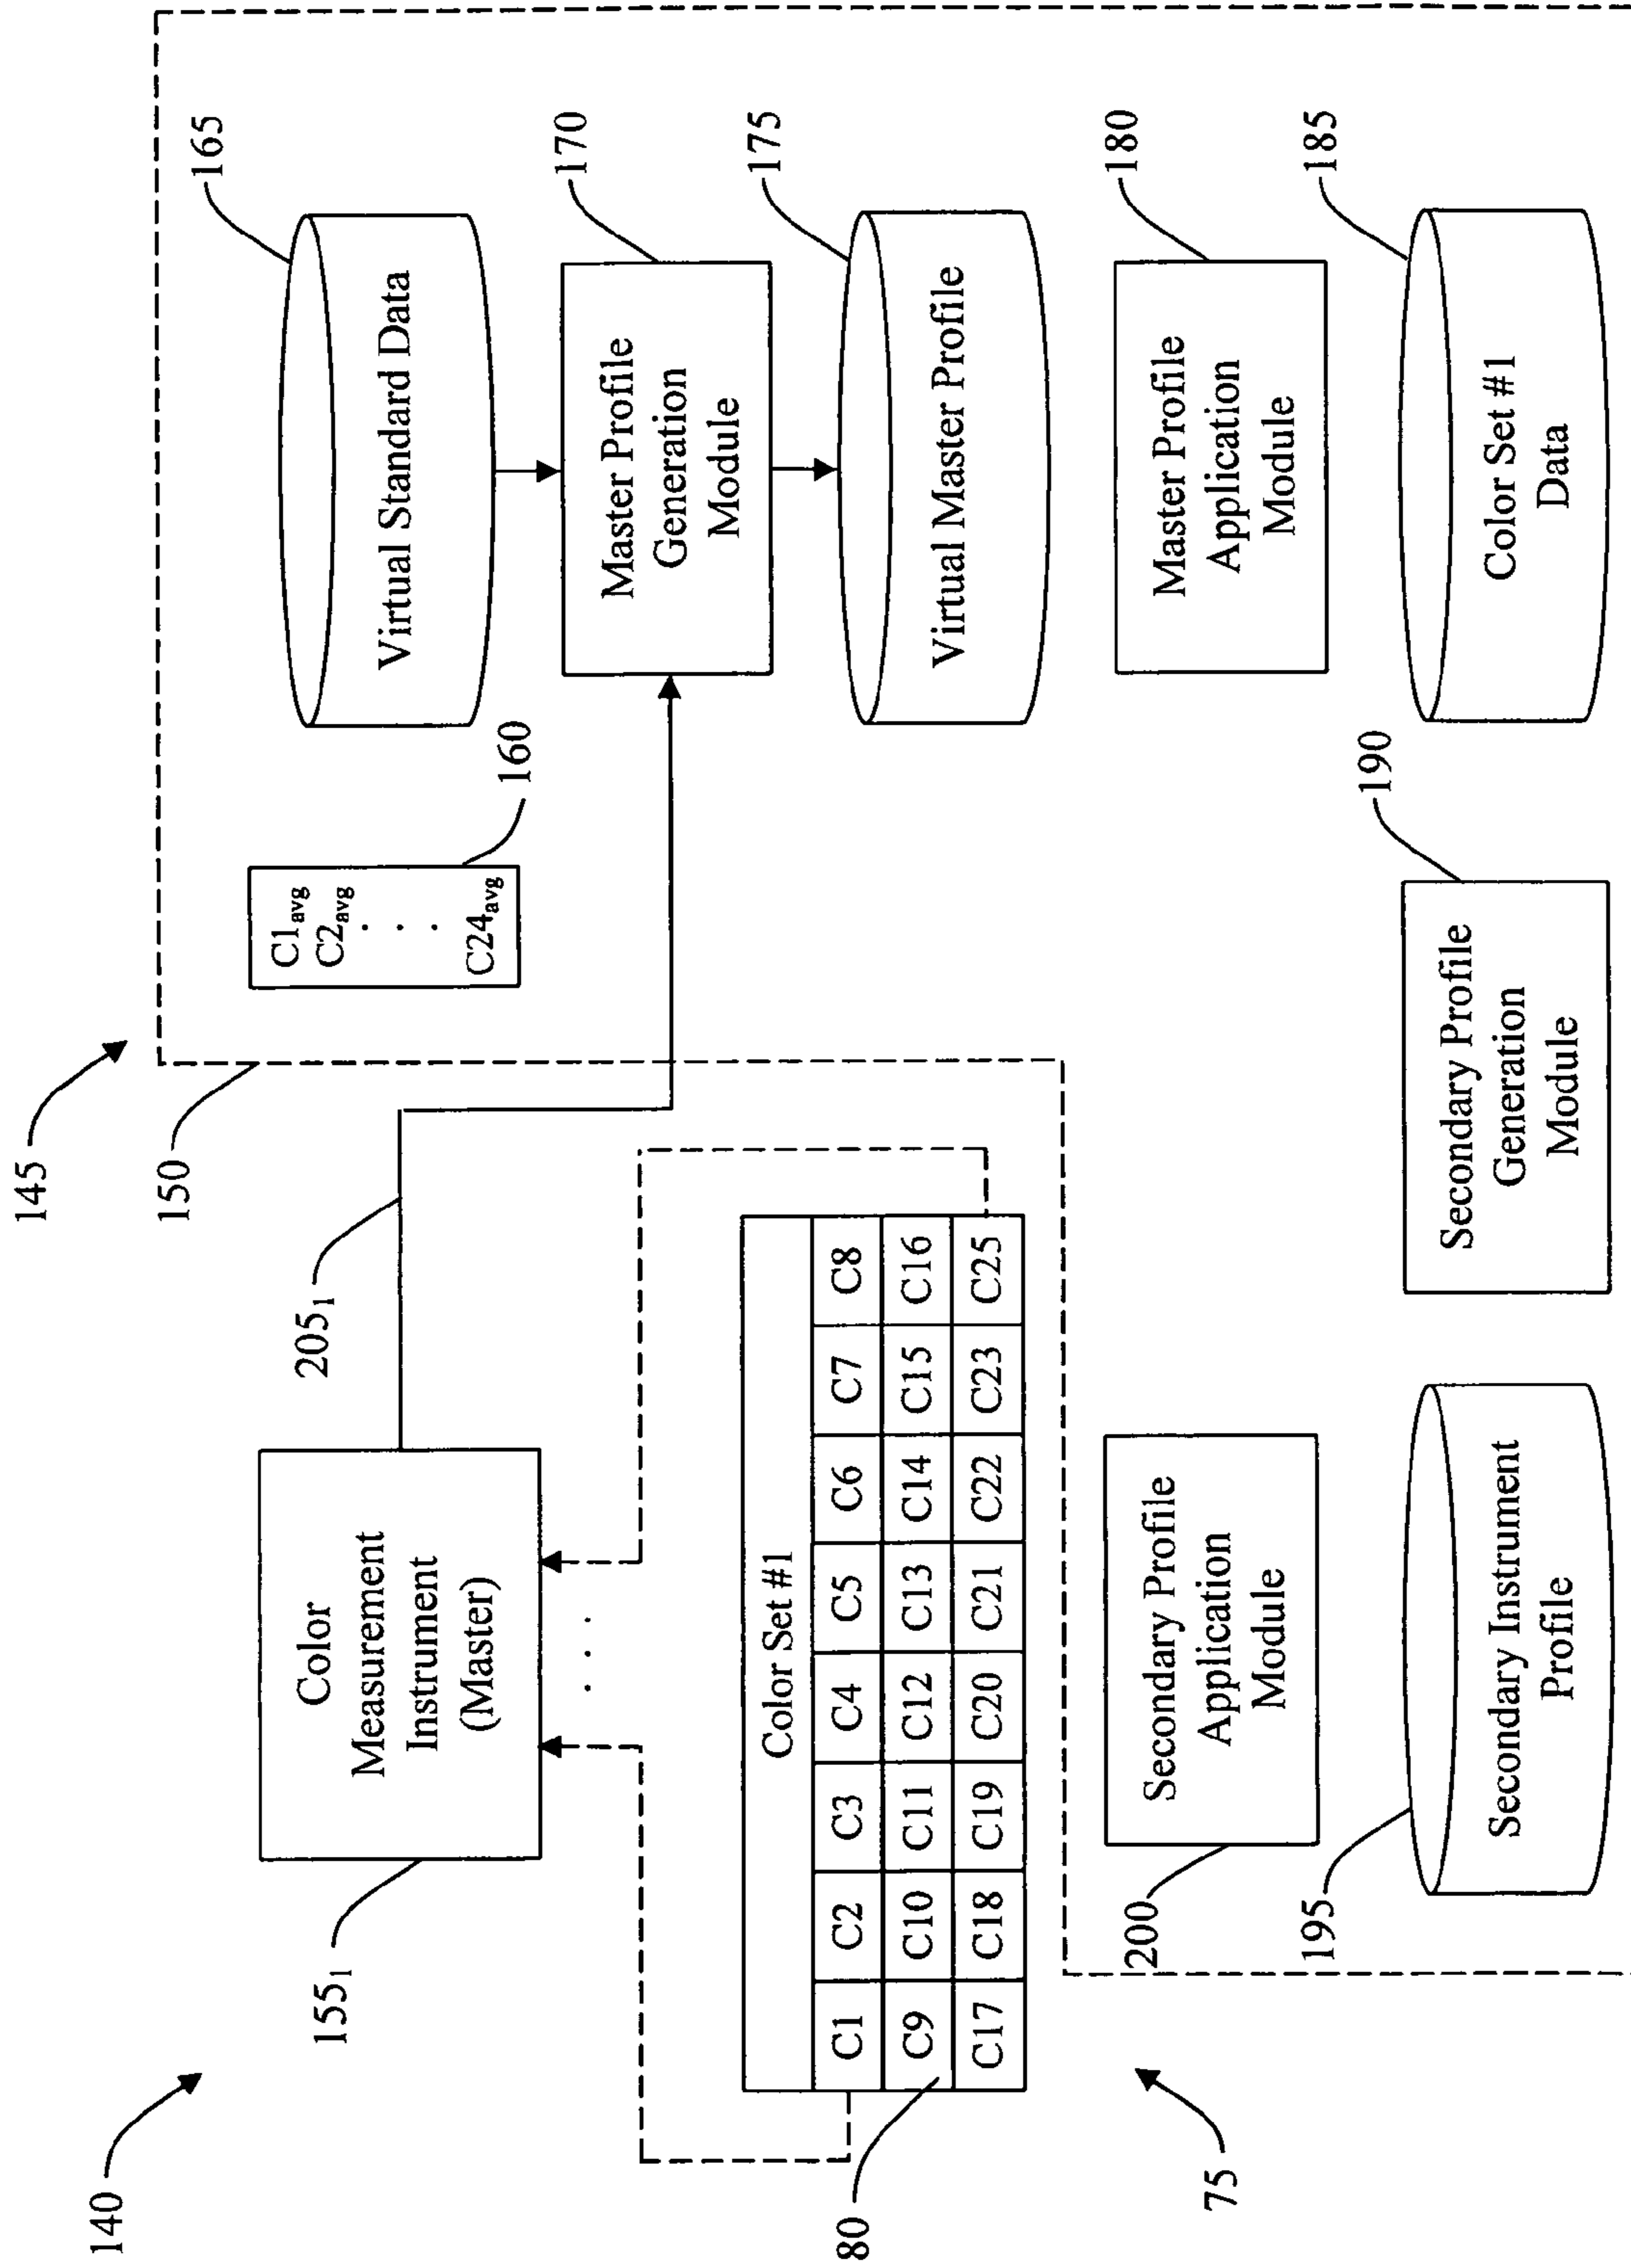 140
145
150
155₁
Color
Measurement
Instrument
(Master)
205₁
C1avg
C2avg
. . .
C24avg
160
Virtual Standard Data
165
Master Profile
Generation
Module
170
Virtual Master Profile
175
Master Profile
Application
Module
180
Color Set #1
Data
185
. . .
Color Set #1
C1 C2 C3 C4 C5 C6 C7 C8
C9 C10 C11 C12 C13 C14 C15 C16
C17 C18 C19 C20 C21 C22 C23 C25
80
75
Secondary Profile
Application
Module
200
Secondary Instrument
Profile
195
Secondary Profile
Generation
Module
190